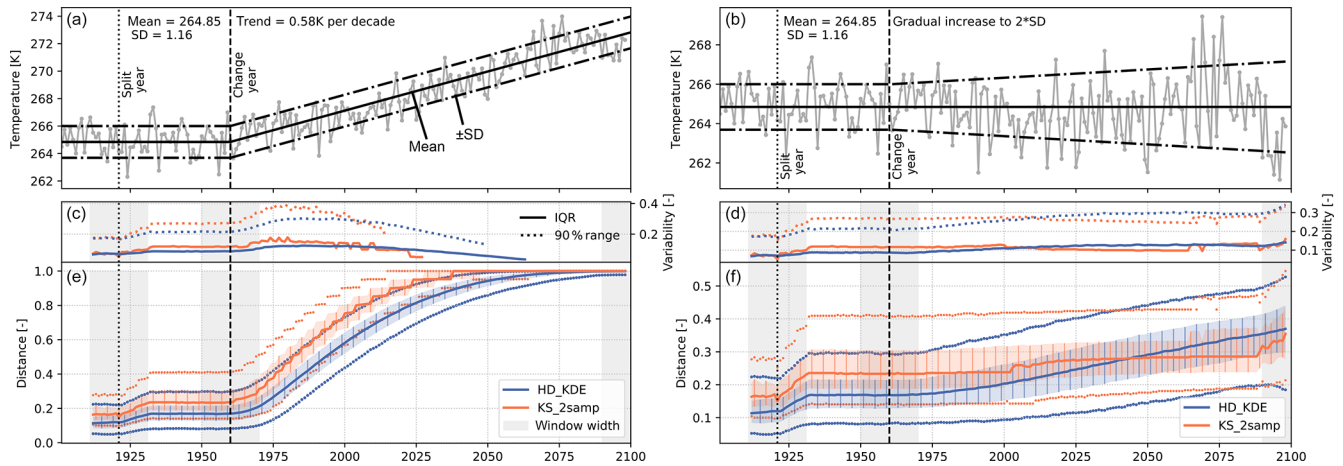 (a)
Mean = 264.85
SD = 1.16
Trend = 0.58K per decade
Split
year
Change
year
Mean
±SD
Temperature [K]
274
272
270
268
266
264
262
(b)
Mean = 264.85
SD = 1.16
Gradual increase to 2*SD
Split
year
Change
year
Temperature [K]
268
266
264
262
(c)
IQR
90 % range
0.4
0.2
Variability [-]
(d)
0.3
0.2
0.1
Variability [-]
(e)
Distance [-]
1.0
0.8
0.6
0.4
0.2
0.0
HD_KDE
KS_2samp
Window width
1925
1950
1975
2000
2025
2050
2075
2100
(f)
Distance [-]
0.5
0.4
0.3
0.2
0.1
HD_KDE
KS_2samp
1925
1950
1975
2000
2025
2050
2075
2100